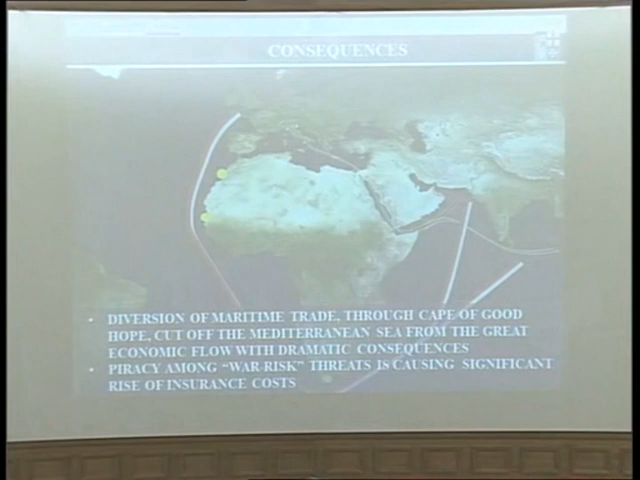 CONSEQUENCES
• DIVERSION OF MARITIME TRADE, THROUGH CAPE OF GOOD
HOPE, CUT OFF THE MEDITERRANEAN SEA FROM THE GREAT
ECONOMIC FLOW WITH DRAMATIC CONSEQUENCES
• PIRACY AMONG “WAR RISK” THREATS IS CAUSING SIGNIFICANT
RISE OF INSURANCE COSTS